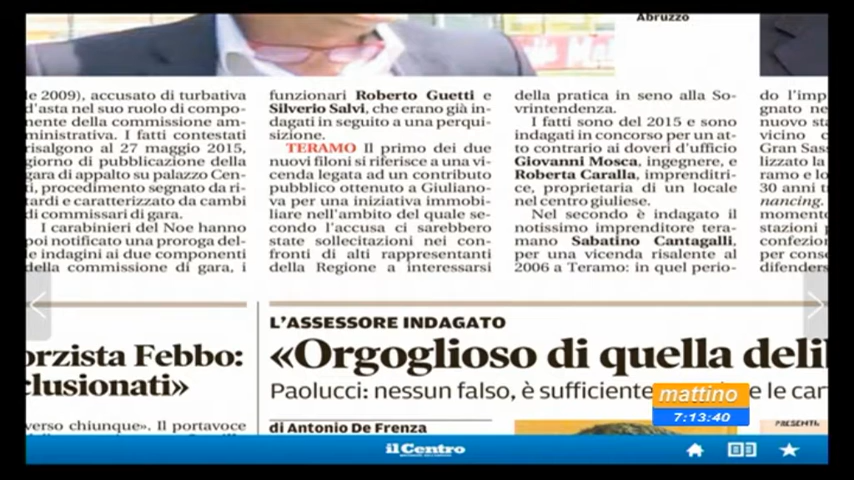 Abruzzo
le 2009), accusato di turbativa
d'asta nel suo ruolo di compo-
nente della commissione am-
ministrativa. I fatti contestati
risalgono al 27 maggio 2015,
giorno di pubblicazione della
gara di appalto su palazzo Cen-
ti, procedimento segnato da ri-
tardi e caratterizzato da cambi
di commissari di gara.
I carabinieri del Noe hanno
poi notificato una proroga del-
le indagini ai due componenti
della commissione di gara, i
funzionari Roberto Guetti e
Silverio Salvi, che erano già in-
dagati in seguito a una perqui-
sizione.
TERAMO Il primo dei due
nuovi filoni si riferisce a una vi-
cenda legata ad un contributo
pubblico ottenuto a Giuliano-
va per una iniziativa immobi-
liare nell'ambito del quale se-
condo l'accusa ci sarebbero
state sollecitazioni nei con-
fronti di alti rappresentanti
della Regione a interessarsi
della pratica in seno alla So-
vrintendenza.
I fatti sono del 2015 e sono
indagati in concorso per un at-
to contrario ai doveri d'ufficio
Giovanni Mosca, ingegnere, e
Roberta Caralla, imprenditri-
ce, proprietaria di un locale
nel centro giuliese.
Nel secondo è indagato il
notissimo imprenditore tera-
mano Sabatino Cantagalli,
per una vicenda risalente al
2006 a Teramo: in quel perio-
do l'imp
gnato ne
nuovo sta
vicino c
Gran Sass
lizzato la
ramo e lo
30 anni t
nancing.
momento
stazioni p
confezion
per conse
difensers
orzista Febbo:
clusionati»
verso chiunque». Il portavoce
L'ASSESSORE INDAGATO
«Orgoglioso di quella delib
Paolucci: nessun falso, è sufficiente e le car
di Antonio De Frenza
PRESENTI
mattino
7:13:40
il Centro